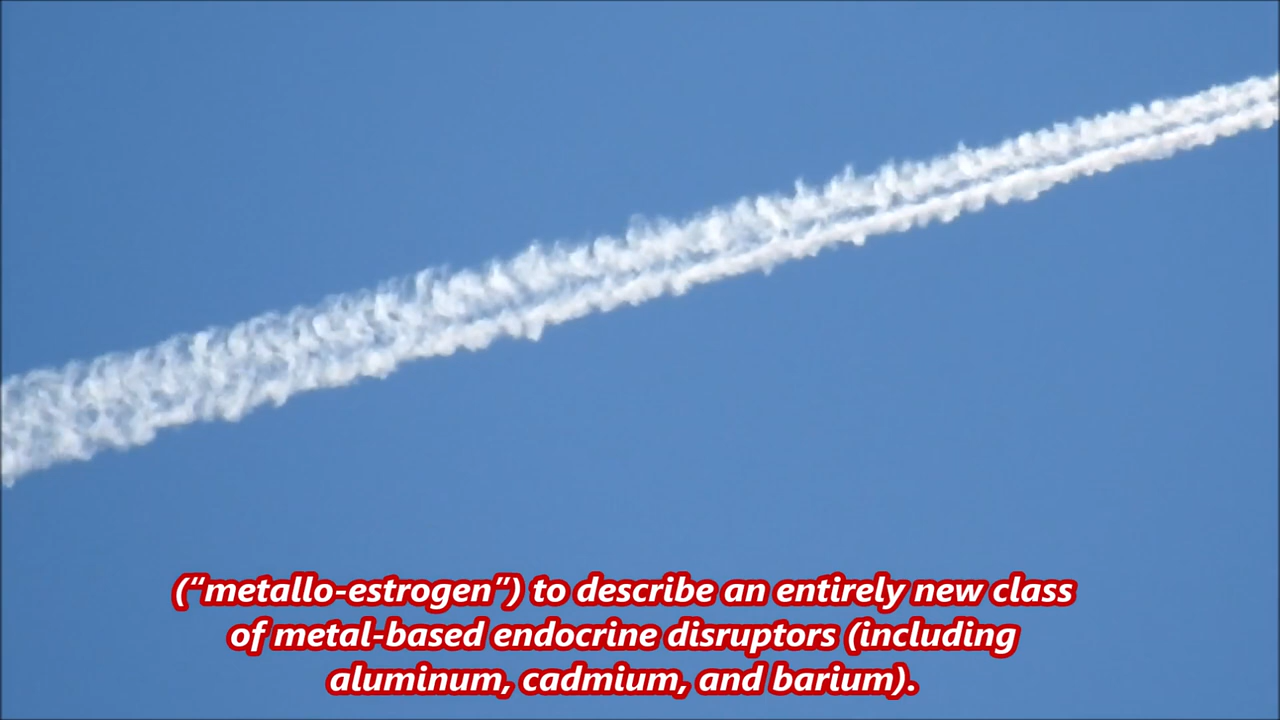 (“metallo-estrogen”) to describe an entirely new class
of metal-based endocrine disruptors (including
aluminum, cadmium, and barium).